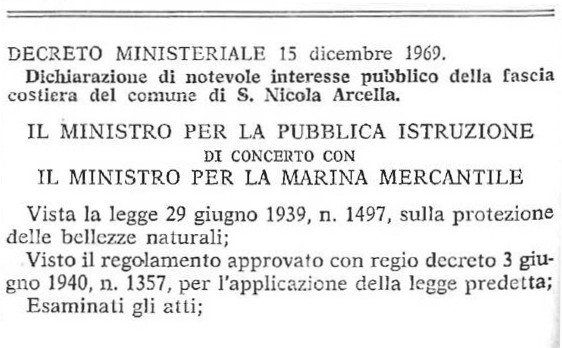 DECRETO MINISTERIALE 15 dicembre 1969.
Dichiarazione di notevole interesse pubblico della fascia
costiera del comune di S. Nicola Arcella.
IL MINISTRO PER LA PUBBLICA ISTRUZIONE
DI CONCERTO CON
IL MINISTRO PER LA MARINA MERCANTILE
Vista la legge 29 giugno 1939, n. 1497, sulla protezione
delle bellezze naturali;
Visto il regolamento approvato con regio decreto 3 giu-
gno 1940, n. 1357, per l'applicazione della legge predetta;
Esaminati gli atti;